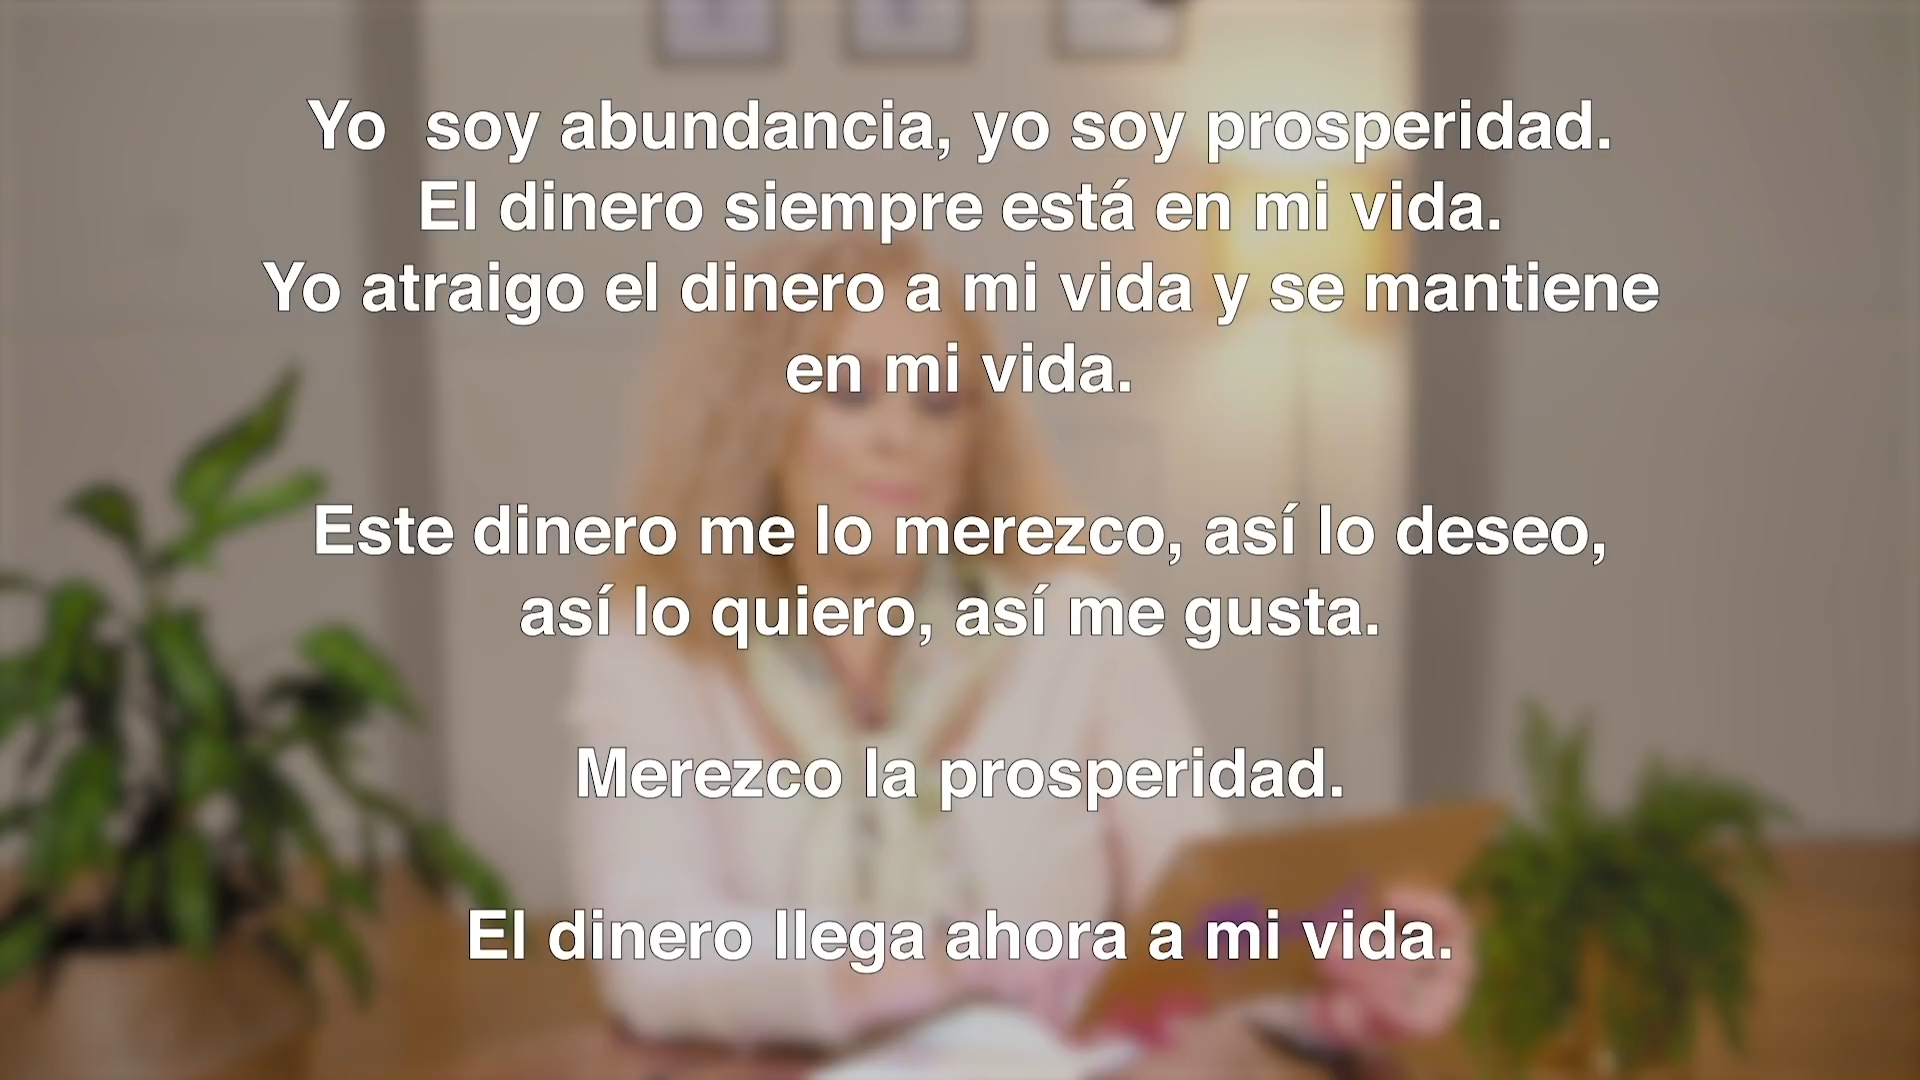 Yo  soy abundancia, yo soy prosperidad.
El dinero siempre está en mi vida.
Yo atraigo el dinero a mi vida y se mantiene
en mi vida.
Este dinero me lo merezco, así lo deseo,
así lo quiero, así me gusta.
Merezco la prosperidad.
El dinero llega ahora a mi vida.